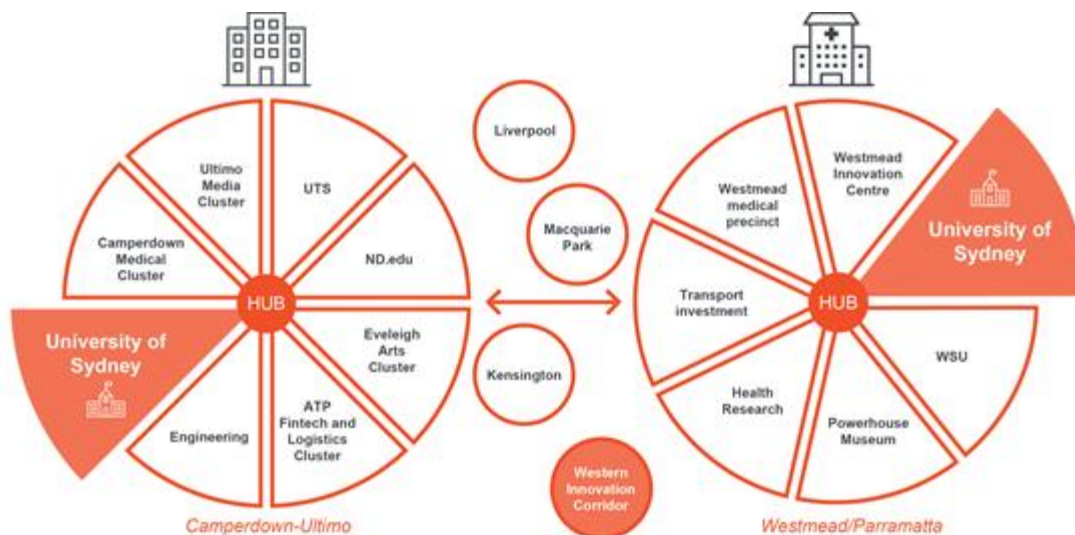 Ultimo
Media
Cluster
UTS
Camperdown
Medical
Cluster
ND.edu
HUB
University of
Sydney
Eveleigh
Arts
Cluster
Engineering
ATP
Fintech and
Logistics
Cluster
Camperdown-Ultimo
Liverpool
Macquarie
Park
Kensington
Western
Innovation
Corridor
Westmead
Innovation
Centre
Westmead
medical
precinct
University of
Sydney
Transport
investment
HUB
WSU
Health
Research
Powerhouse
Museum
Westmead/Parramatta